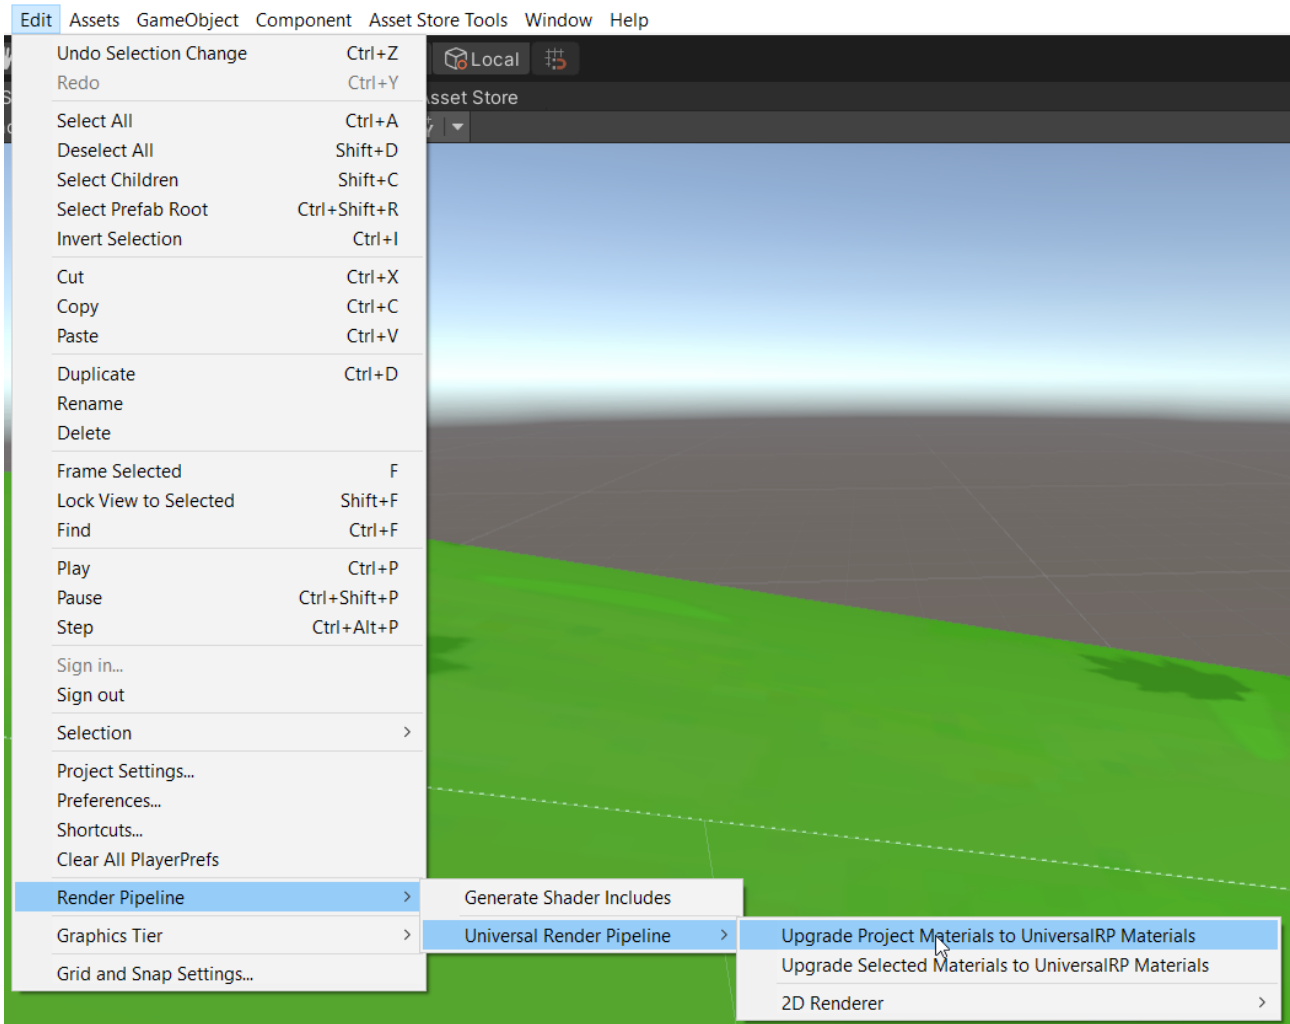 Edit Assets GameObject Component Asset Store Tools Window Help
Local
Asset Store
Undo Selection Change Ctrl+Z
Redo Ctrl+Y
Select All Ctrl+A
Deselect All Shift+D
Select Children Shift+C
Select Prefab Root Ctrl+Shift+R
Invert Selection Ctrl+I
Cut Ctrl+X
Copy Ctrl+C
Paste Ctrl+V
Duplicate Ctrl+D
Rename
Delete
Frame Selected F
Lock View to Selected Shift+F
Find Ctrl+F
Play Ctrl+P
Pause Ctrl+Shift+P
Step Ctrl+Alt+P
Sign in...
Sign out
Selection
Project Settings...
Preferences...
Shortcuts...
Clear All PlayerPrefs
Render Pipeline
Graphics Tier
Grid and Snap Settings...
Generate Shader Includes
Universal Render Pipeline
Upgrade Project Materials to UniversalRP Materials
Upgrade Selected Materials to UniversalRP Materials
2D Renderer